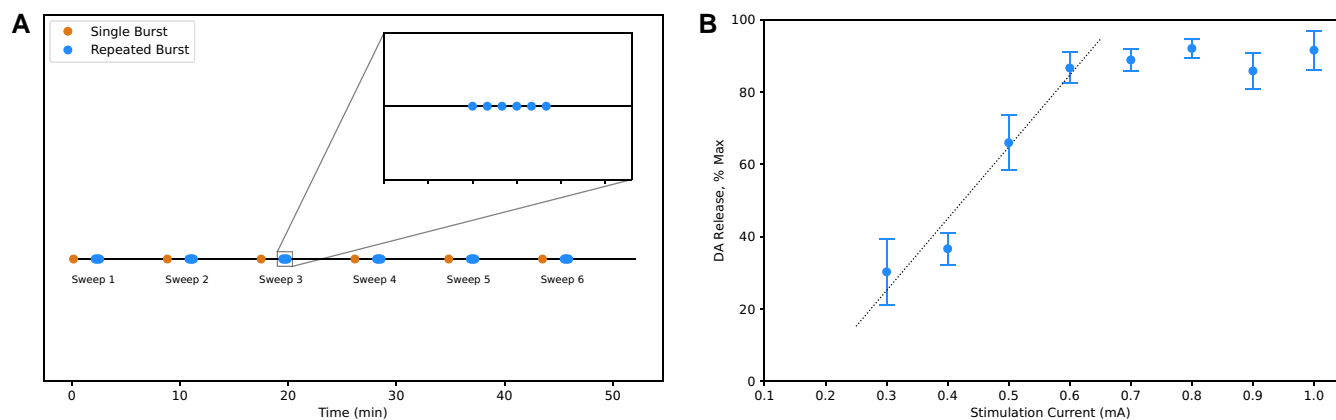 A
Single Burst
Repeated Burst
Sweep 1 Sweep 2 Sweep 3 Sweep 4 Sweep 5 Sweep 6
0 10 20 30 40 50
Time (min)
B
100
80
60
40
20
0
DA Release, % Max
0.1 0.2 0.3 0.4 0.5 0.6 0.7 0.8 0.9 1.0
Stimulation Current (mA)